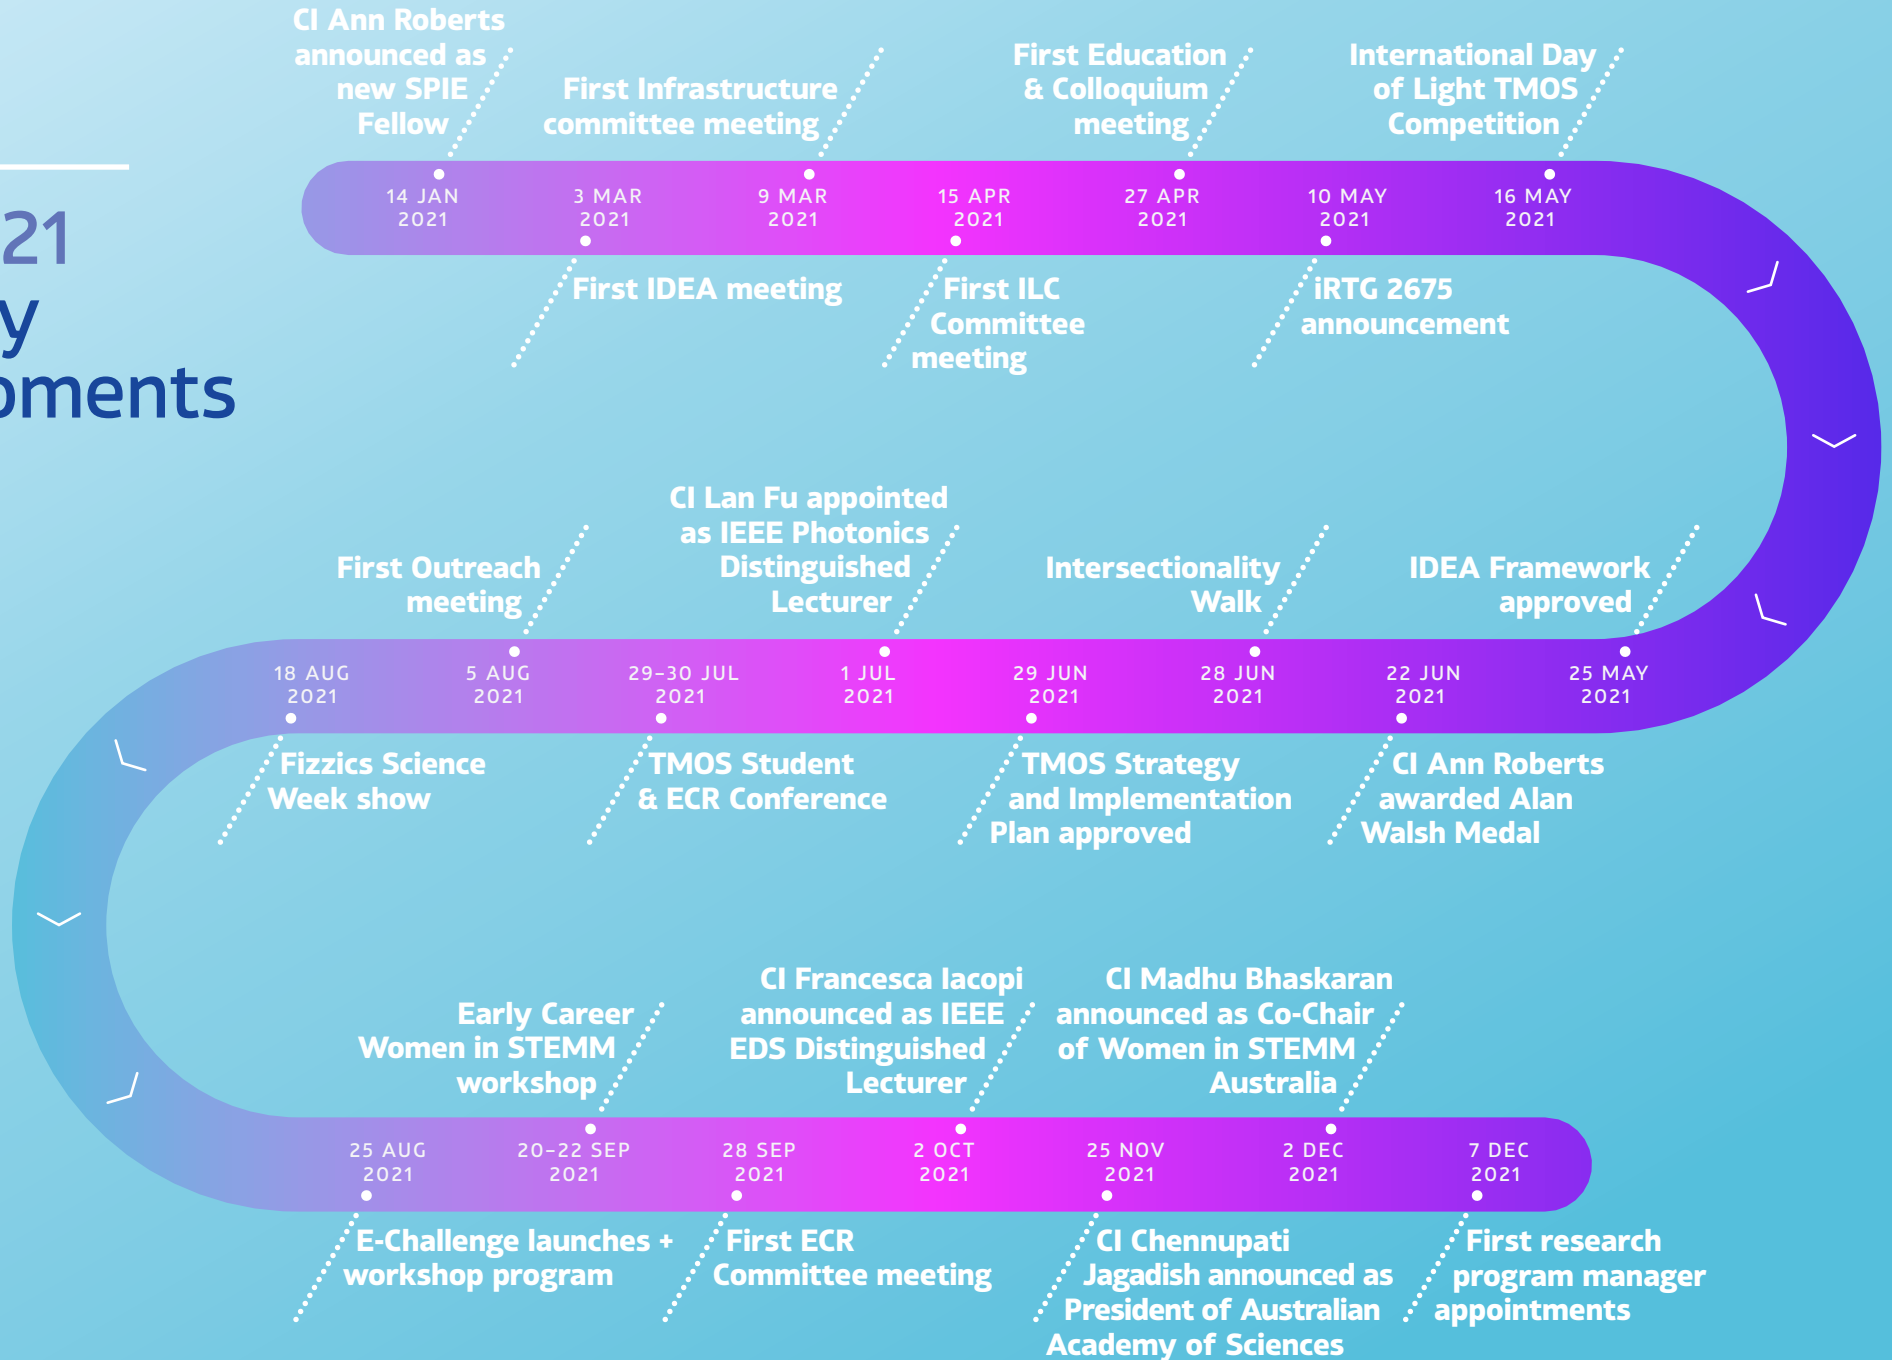 21
y
pments
CI Ann Roberts
announced as
new SPIE
Fellow
14 JAN
2021
3 MAR
2021
First IDEA meeting
First Infrastructure
committee meeting
9 MAR
2021
15 APR
2021
First ILC
Committee
meeting
First Education
& Colloquium
meeting
27 APR
2021
10 MAY
2021
iRTG 2675
announcement
International Day
of Light TMOS
Competition
16 MAY
2021
IDEA Framework
approved
25 MAY
2021
22 JUN
2021
CI Ann Roberts
awarded Alan
Walsh Medal
Intersectionality
Walk
28 JUN
2021
29 JUN
2021
TMOS Strategy
and Implementation
Plan approved
CI Lan Fu appointed
as IEEE Photonics
Distinguished
Lecturer
1 JUL
2021
29–30 JUL
2021
TMOS Student
& ECR Conference
First Outreach
meeting
5 AUG
2021
18 AUG
2021
Fizzics Science
Week show
25 AUG
2021
E-Challenge launches +
workshop program
Early Career
Women in STEMM
workshop
20–22 SEP
2021
28 SEP
2021
First ECR
Committee meeting
CI Francesca Iacopi
announced as IEEE
EDS Distinguished
Lecturer
2 OCT
2021
25 NOV
2021
CI Chennupati
Jagadish announced as
President of Australian
Academy of Sciences
CI Madhu Bhaskaran
announced as Co-Chair
of Women in STEMM
Australia
2 DEC
2021
7 DEC
2021
First research
program manager
appointments